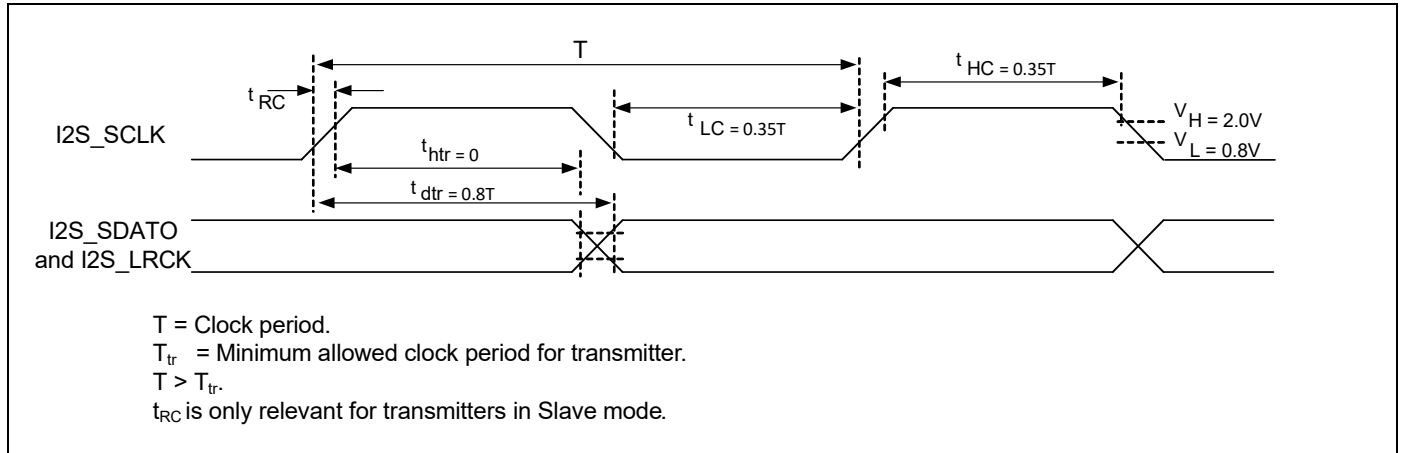 T
t HC = 0.35T
t RC
t LC = 0.35T
V H = 2.0V
V L = 0.8V
I2S_SCLK
t htr = 0
t dtr = 0.8T
I2S_SDATO
and I2S_LRCK
T = Clock period.
Ttr = Minimum allowed clock period for transmitter.
T > Ttr.
tRC is only relevant for transmitters in Slave mode.